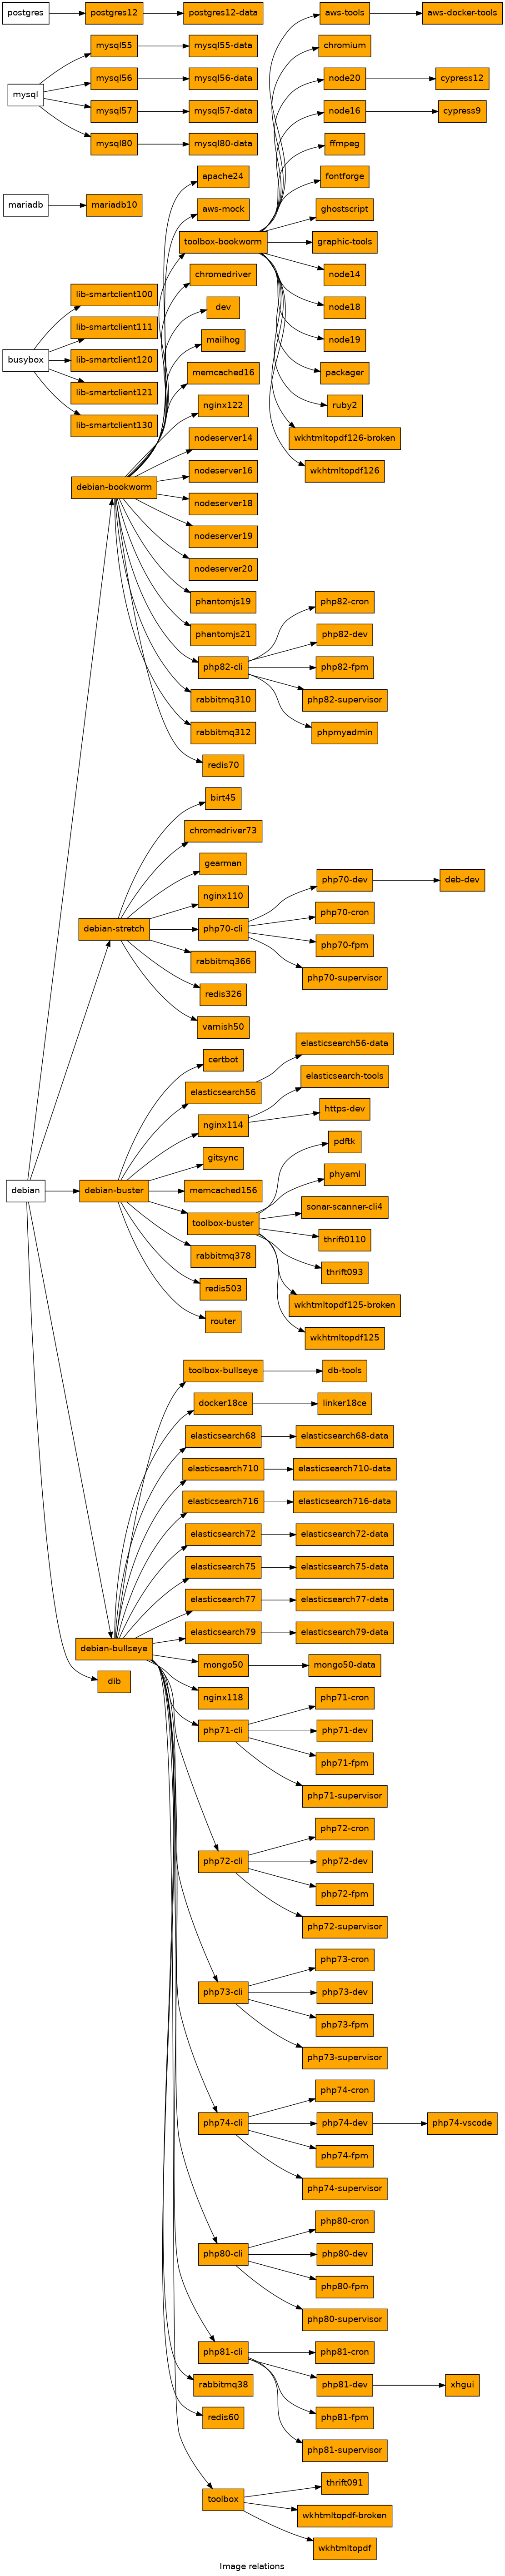 postgres
postgres12
postgres12-data
mysql
mysql55
mysql55-data
mysql56
mysql56-data
mysql57
mysql57-data
mysql80
mysql80-data
mariadb
mariadb10
busybox
lib-smartclient100
lib-smartclient111
lib-smartclient120
lib-smartclient121
lib-smartclient130
debian
debian-bookworm
apache24
aws-mock
toolbox-bookworm
aws-tools
aws-docker-tools
chromium
node20
cypress12
node16
cypress9
ffmpeg
fontforge
ghostscript
graphic-tools
node14
node18
node19
packager
ruby2
wkhtmltopdf126-broken
wkhtmltopdf126
chromedriver
dev
mailhog
memcached16
nginx122
nodeserver14
nodeserver16
nodeserver18
nodeserver19
nodeserver20
phantomjs19
phantomjs21
php82-cli
php82-cron
php82-dev
php82-fpm
php82-supervisor
phpmyadmin
rabbitmq310
rabbitmq312
redis70
debian-stretch
birt45
chromedriver73
gearman
nginx110
php70-cli
php70-dev
deb-dev
php70-cron
php70-fpm
php70-supervisor
rabbitmq366
redis326
varnish50
debian-buster
certbot
elasticsearch56
elasticsearch56-data
nginx114
elasticsearch-tools
https-dev
gitsync
memcached156
toolbox-buster
pdftk
phyaml
sonar-scanner-cli4
thrift0110
thrift093
wkhtmltopdf125-broken
wkhtmltopdf125
rabbitmq378
redis503
router
debian-bullseye
dib
toolbox-bullseye
db-tools
docker18ce
linker18ce
elasticsearch68
elasticsearch68-data
elasticsearch710
elasticsearch710-data
elasticsearch716
elasticsearch716-data
elasticsearch72
elasticsearch72-data
elasticsearch75
elasticsearch75-data
elasticsearch77
elasticsearch77-data
elasticsearch79
elasticsearch79-data
mongo50
mongo50-data
nginx118
php71-cli
php71-cron
php71-dev
php71-fpm
php71-supervisor
php72-cli
php72-cron
php72-dev
php72-fpm
php72-supervisor
php73-cli
php73-cron
php73-dev
php73-fpm
php73-supervisor
php74-cli
php74-cron
php74-dev
php74-vscode
php74-fpm
php74-supervisor
php80-cli
php80-cron
php80-dev
php80-fpm
php80-supervisor
php81-cli
php81-cron
php81-dev
xhgui
php81-fpm
php81-supervisor
rabbitmq38
redis60
toolbox
thrift091
wkhtmltopdf-broken
wkhtmltopdf
Image relations